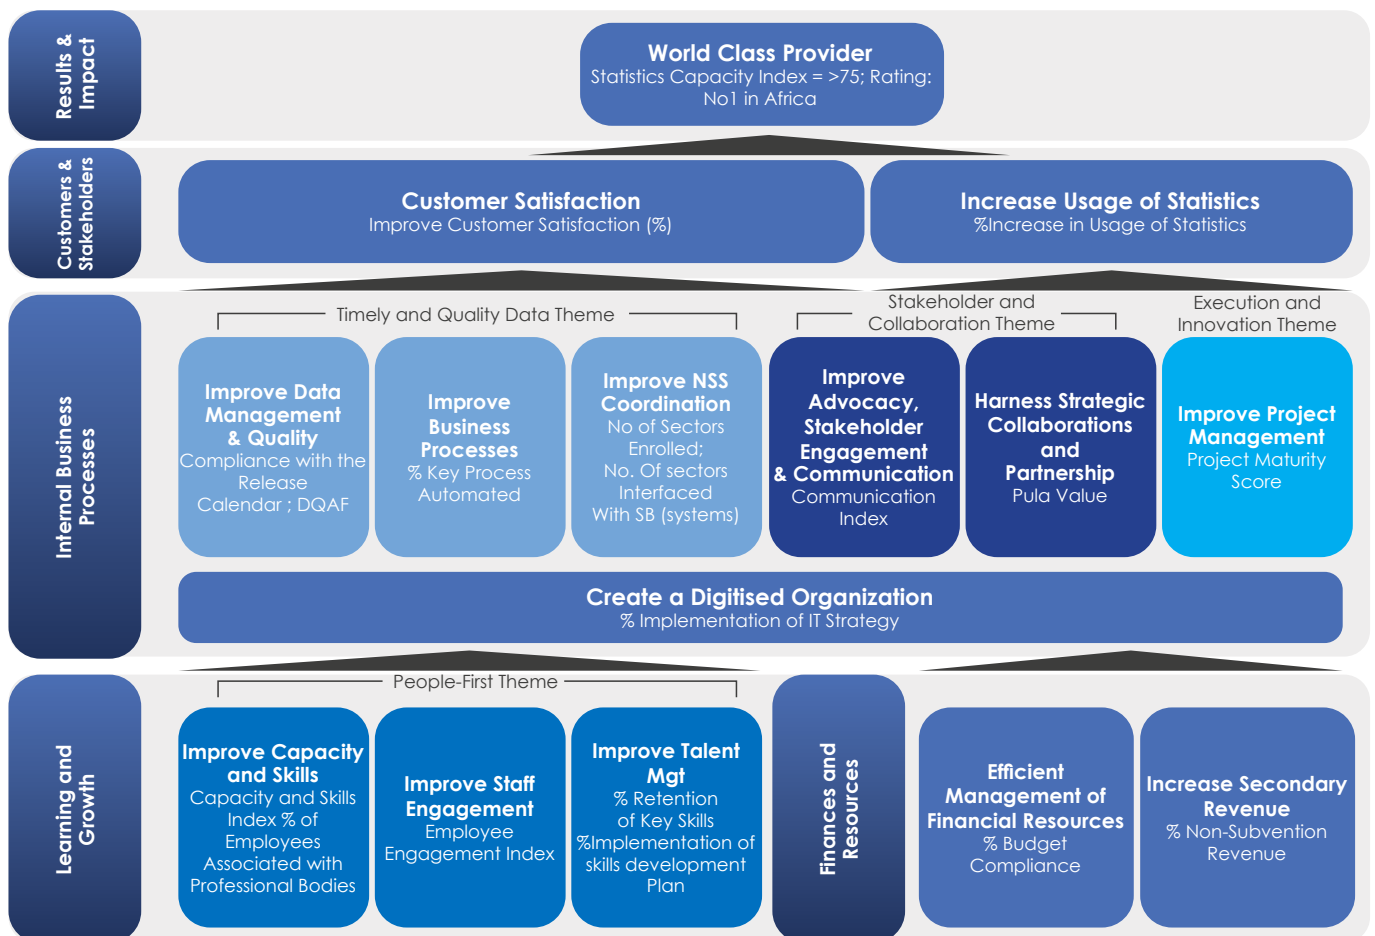 Results &
Impact
World Class Provider
Statistics Capacity Index = >75; Rating:
No1 in Africa
Customers &
Stakeholders
Customer Satisfaction
Improve Customer Satisfaction (%)
Increase Usage of Statistics
%Increase in Usage of Statistics
Internal Business
Processes
Timely and Quality Data Theme
Stakeholder and
Collaboration Theme
Execution and
Innovation Theme
Improve Data
Management
& Quality
Compliance with the
Release
Calendar ; DQAF
Improve
Business
Processes
% Key Process
Automated
Improve NSS
Coordination
No of Sectors
Enrolled;
No. Of sectors
Interfaced
With SB (systems)
Improve
Advocacy,
Stakeholder
Engagement
& Communication
Communication
Index
Harness Strategic
Collaborations
and
Partnership
Pula Value
Improve Project
Management
Project Maturity
Score
Create a Digitised Organization
% Implementation of IT Strategy
Learning and
Growth
People-First Theme
Improve Capacity
and Skills
Capacity and Skills
Index % of
Employees
Associated with
Professional Bodies
Improve Staff
Engagement
Employee
Engagement Index
Improve Talent
Mgt
% Retention
of Key Skills
%Implementation of
skills development
Plan
Finances and
Resources
Efficient
Management of
Financial Resources
% Budget
Compliance
Increase Secondary
Revenue
% Non-Subvention
Revenue